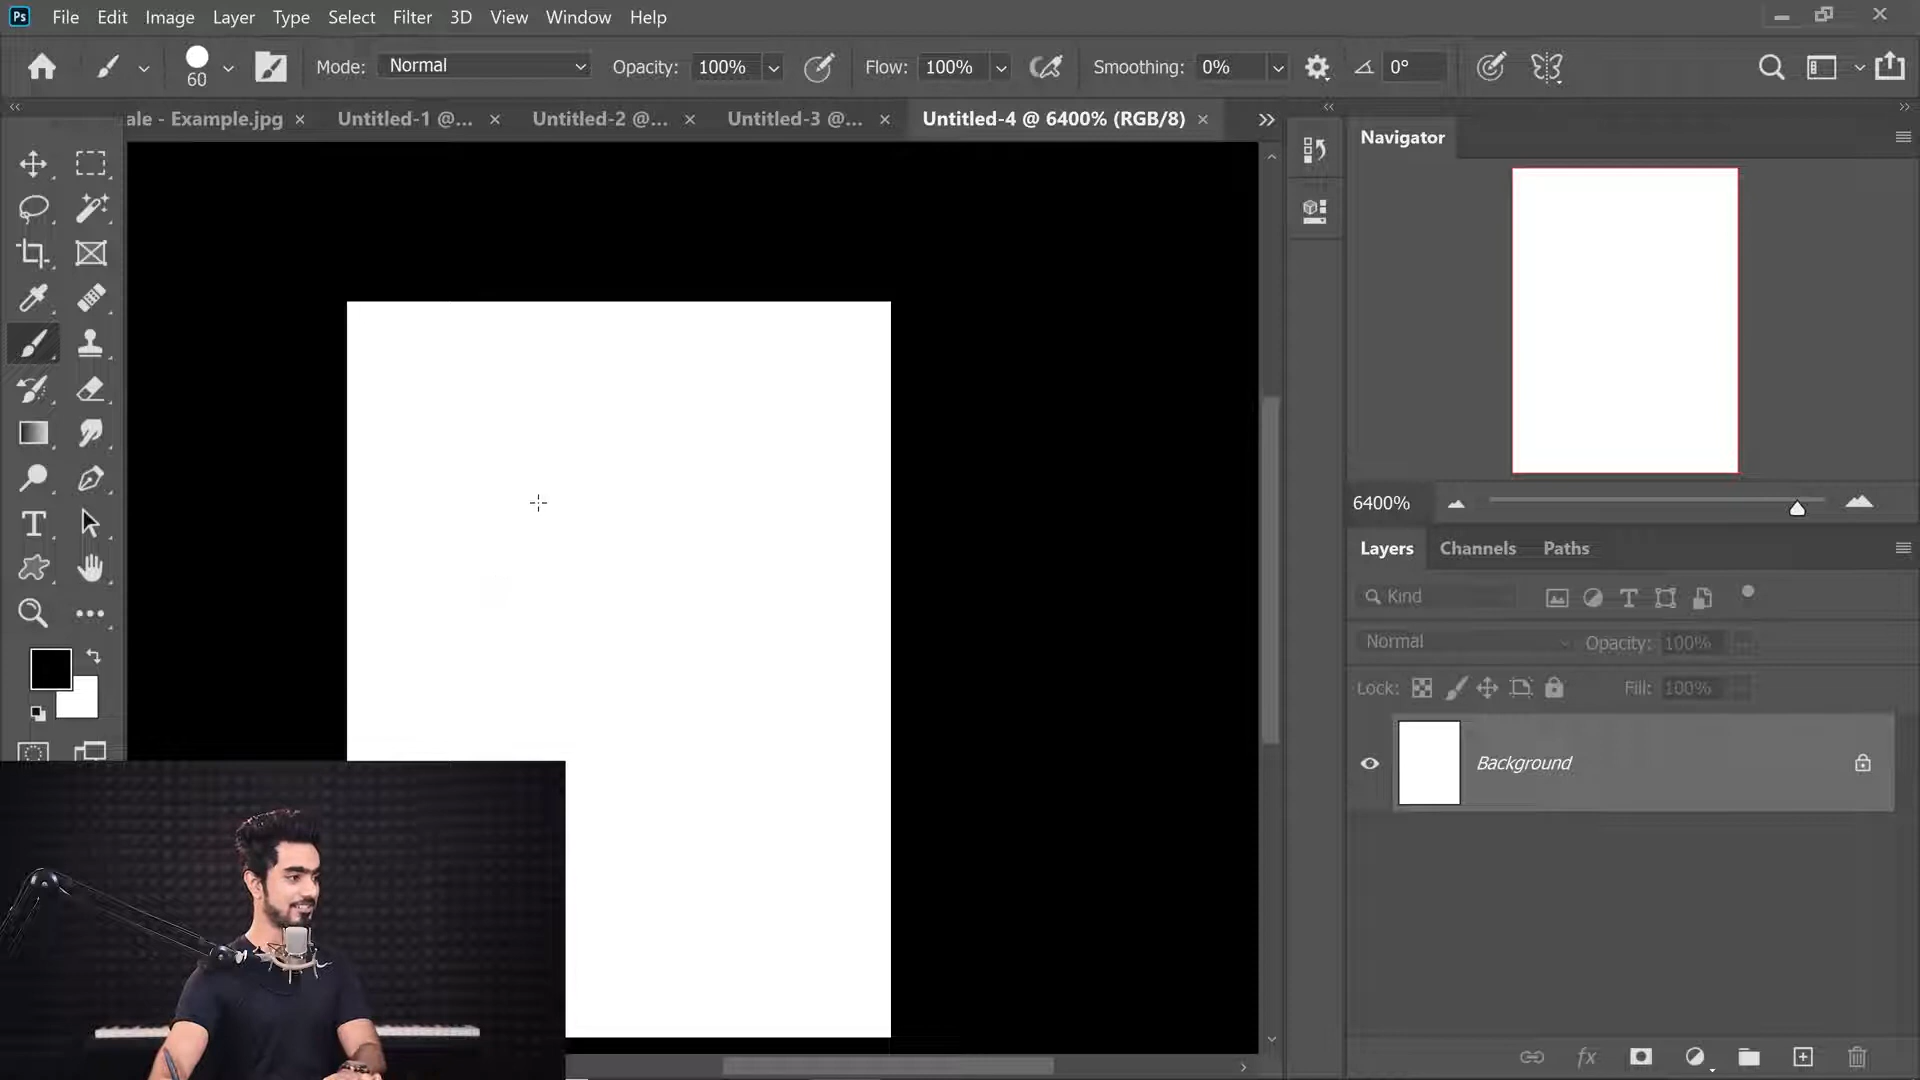 Ps File Edit Image Layer Type Select Filter 3D View Window Help
60 Mode: Normal Opacity: 100% Flow: 100% Smoothing: 0% 0°
ale - Example.jpg × Untitled-1 @... × Untitled-2 @... × Untitled-3 @... × Untitled-4 @ 6400% (RGB/8) ×
Navigator
6400%
Layers Channels Paths
Kind
Normal Opacity: 100%
Lock: Fill: 100%
Background
fx